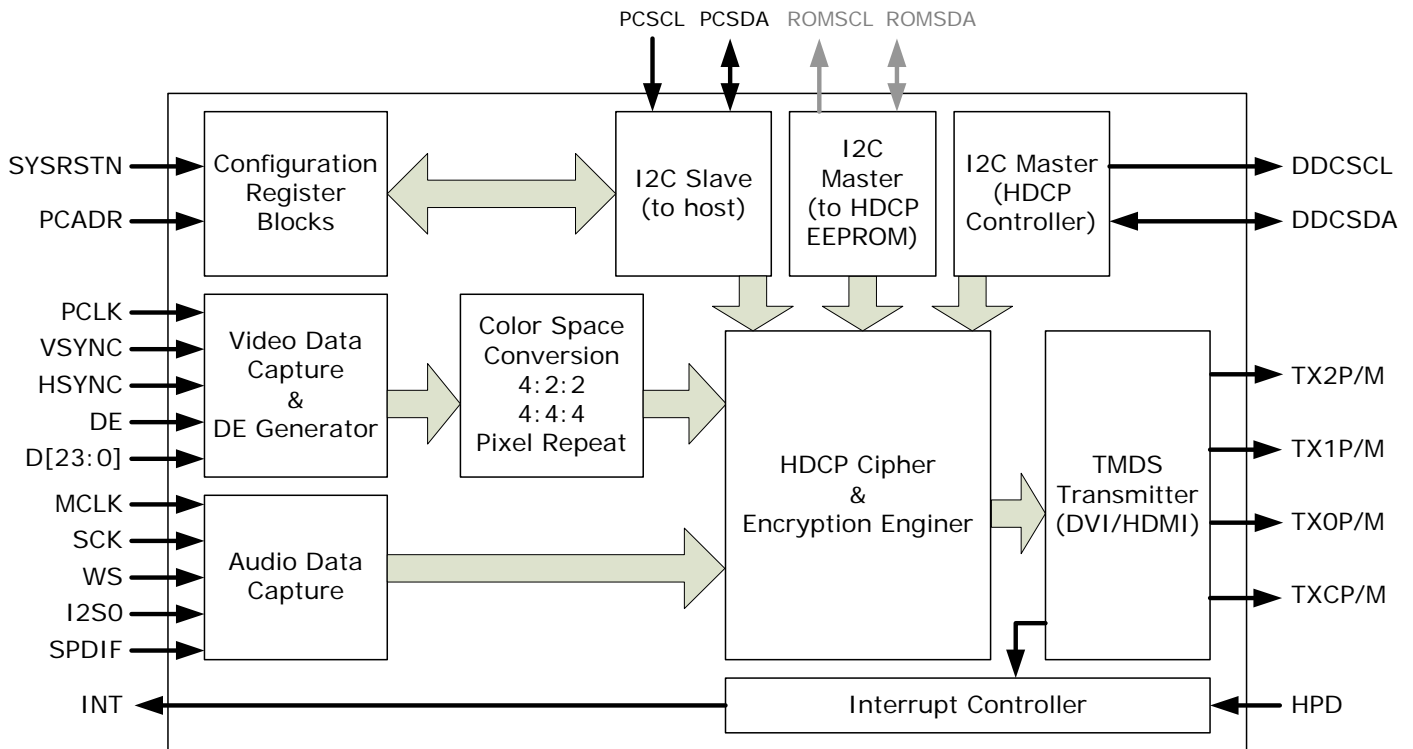 PCSCL
PCSDA
ROMSCL
ROMSDA
SYSRSTN
PCADR
Configuration
Register
Blocks
I2C Slave
(to host)
I2C
Master
(to HDCP
EEPROM)
I2C Master
(HDCP
Controller)
DDCSCL
DDCSDA
PCLK
VSYNC
HSYNC
DE
D[23:0]
Video Data
Capture
&
DE Generator
Color Space
Conversion
4:2:2
4:4:4
Pixel Repeat
HDCP Cipher
&
Encryption Enginer
TMDS
Transmitter
(DVI/HDMI)
TX2P/M
TX1P/M
TX0P/M
TXCP/M
MCLK
SCK
WS
I2S0
SPDIF
Audio Data
Capture
INT
Interrupt Controller
HPD